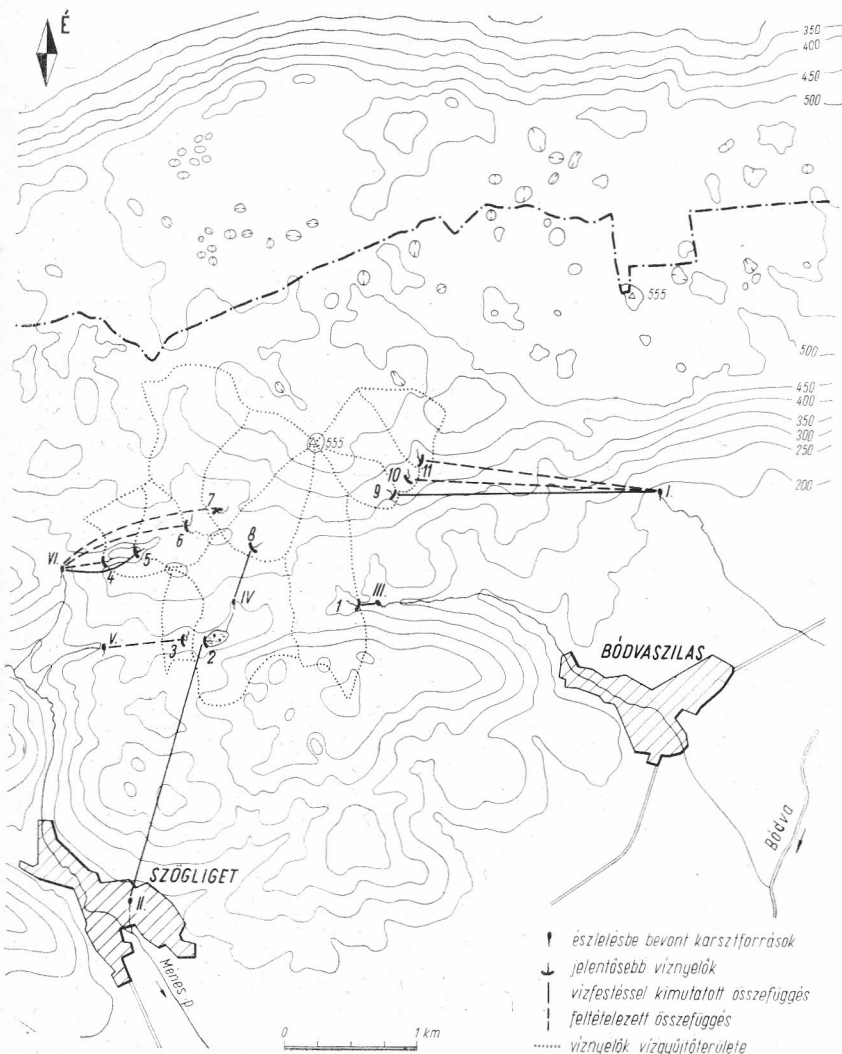 É
350
400
450
500
555
500
450
400
350
300
250
200
555
11
10
9
I.
7
6
8
VI.
4
5
IV
1
III.
V.
3
2
BÓDVASZILAS
Bódva
SZÖGLIGET
II.
Ménes p.
észlelésbe bevont karsztforrások
jelentősebb víznyelők
vízfestéssel kimutatott összefüggés
feltételezett összefüggés
víznyelők vízgyűjtőterülete
0 1 km